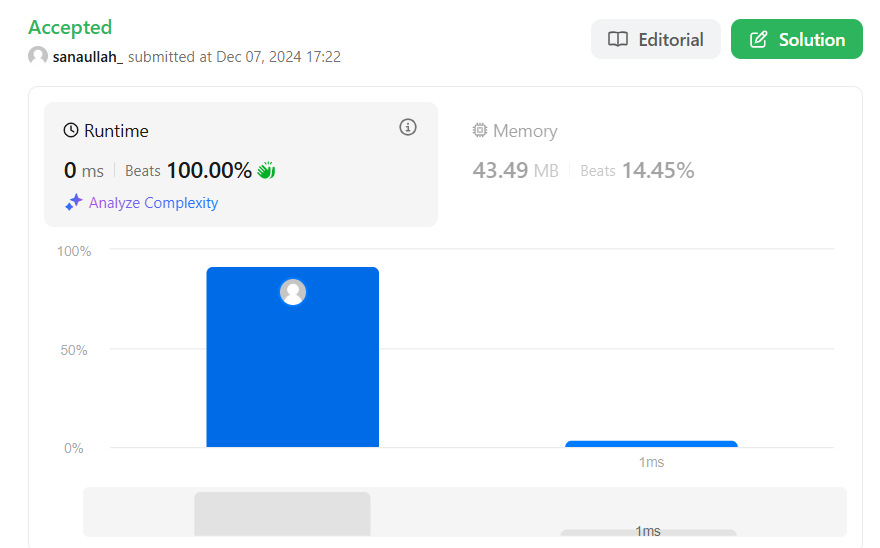 Accepted
sanaullah_ submitted at Dec 07, 2024 17:22
Editorial
Solution
Runtime
0 ms | Beats 100.00%
Analyze Complexity
Memory
43.49 MB | Beats 14.45%
100%
50%
0%
1ms
1ms